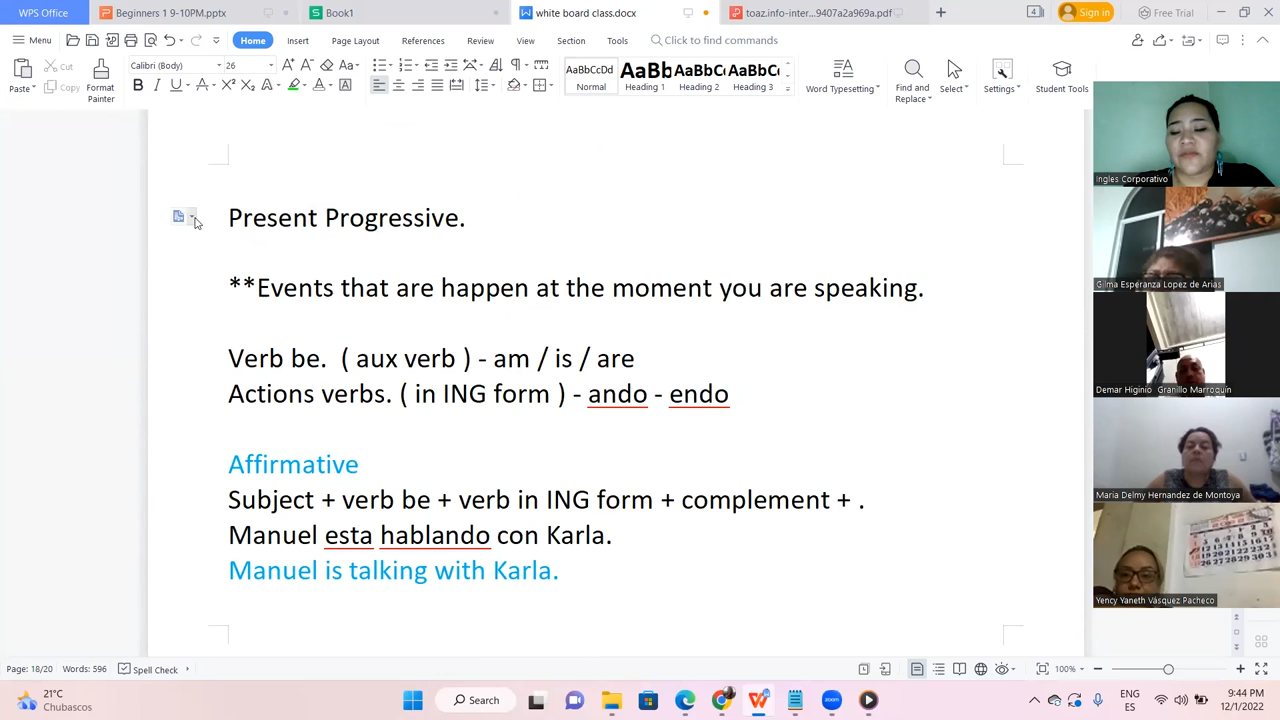 WPS Office
Beginners 1 9-10PM.pptx
Book1
white board class.docx
toaz.info-inter...9407a2a969a.pdf
Sign in
Free Trial
Menu
Home
Insert
Page Layout
References
Review
View
Section
Tools
Click to find commands
Paste
Cut
Copy
Format Painter
Calibri (Body)
26
AaBbCcDd
Normal
AaBb
Heading 1
AaBbCc
Heading 2
AaBbCc
Heading 3
Word Typesetting
Find and Replace
Select
Settings
Student Tools
Present Progressive.
**Events that are happen at the moment you are speaking.
Verb be. ( aux verb ) - am / is / are
Actions verbs. ( in ING form ) - ando - endo
Affirmative
Subject + verb be + verb in ING form + complement + .
Manuel esta hablando con Karla.
Manuel is talking with Karla.
Ingles Corporativo
Gilma Esperanza Lopez de Arias
Demar Higinio Granillo Marroquín
Maria Delmy Hernandez de Montoya
Yency Yaneth Vásquez Pacheco
Page: 18/20
Words: 596
Spell Check
100%
21°C
Chubascos
Search
zoom
ENG
ES
9:44 PM
12/1/2022